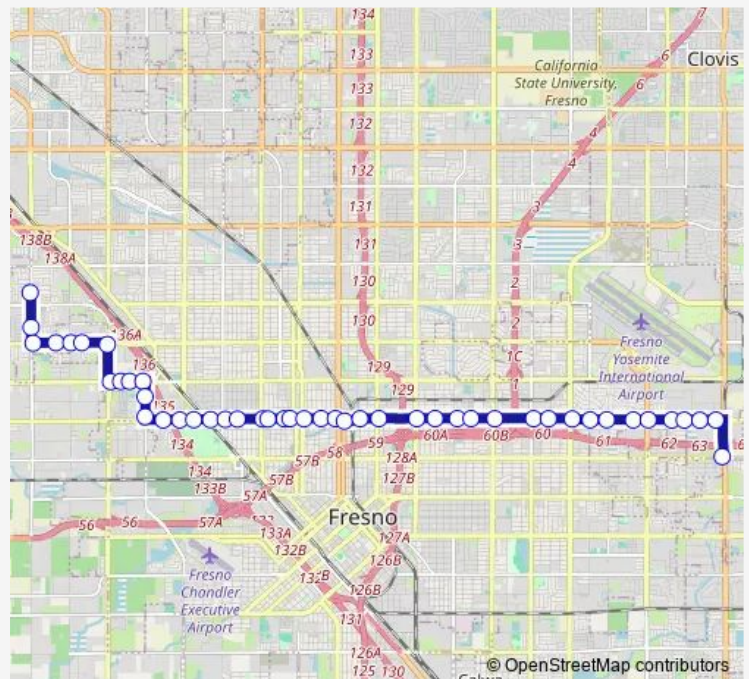 134
7
133
6
Clovis
California
State University,
Fresno
6
133
132
4
4
132
131
3
138B
131
3
138A
130
2
130
2
136A
Fresno
Yosemite
International
Airport
136
129
1C
129
1
135
134
59
60A
60B
60
61
62
63
58
128A
57B
134
57B
127B
133B
57A
56
56
57A
Fresno
133A
127A
132B
Fresno
Chandler
Executive
Airport
126B
126B
131
126A
125
130
© OpenStreetMap contributors